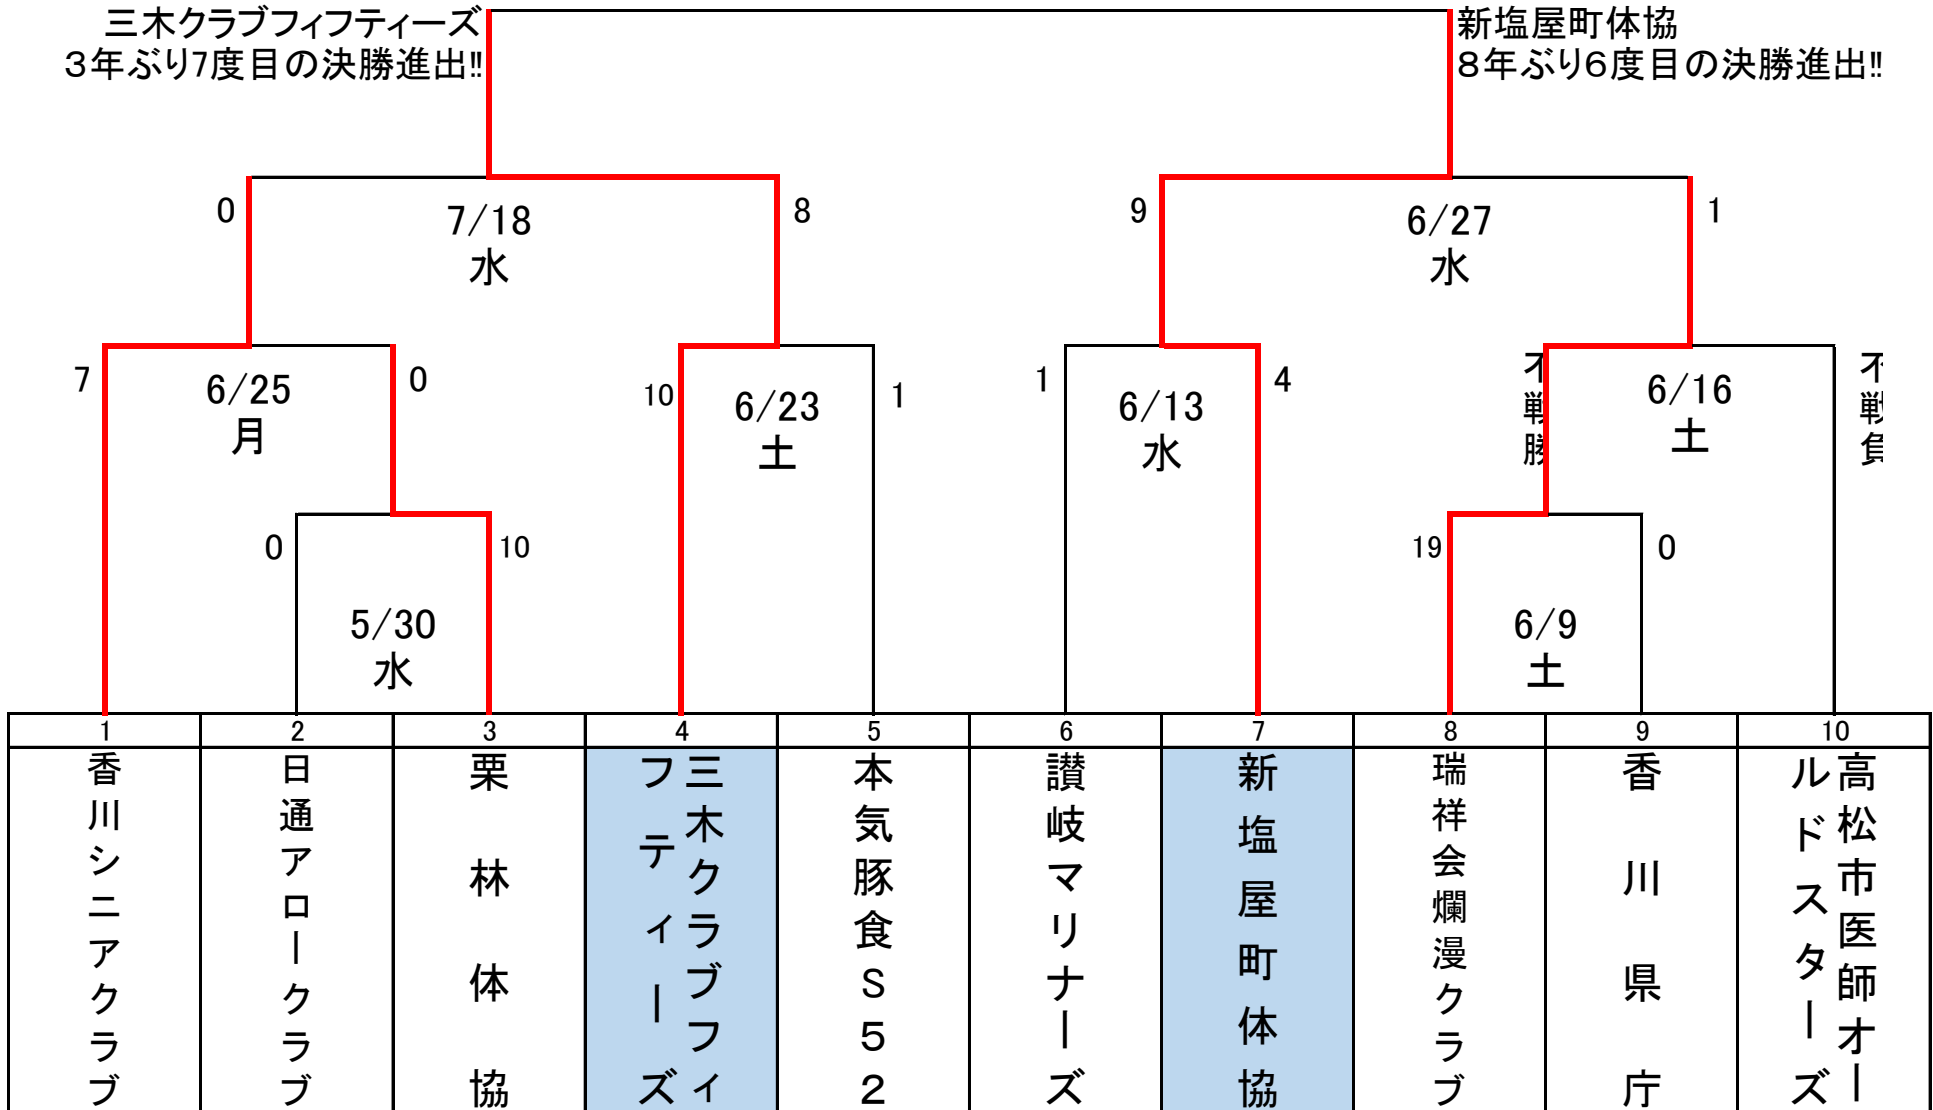 三木クラブフィフティーズ
３年ぶり7度目の決勝進出!!
新塩屋町体協
８年ぶり６度目の決勝進出!!
0
7/18
水
8
9
6/27
水
1
7
6/25
月
0
10
6/23
土
1
1
6/13
水
4
不戦勝
6/16
土
不戦負
0
5/30
水
10
19
6/9
土
0
1
2
3
4
5
6
7
8
9
10
香川シニアクラブ
日通アロークラブ
栗林体協
三木クラブフィ
フティーズ
本気豚食Ｓ５２
讃岐マリナーズ
新塩屋町体協
瑞祥会爛漫クラブ
香川県庁
高松市医師オー
ルドスターズ